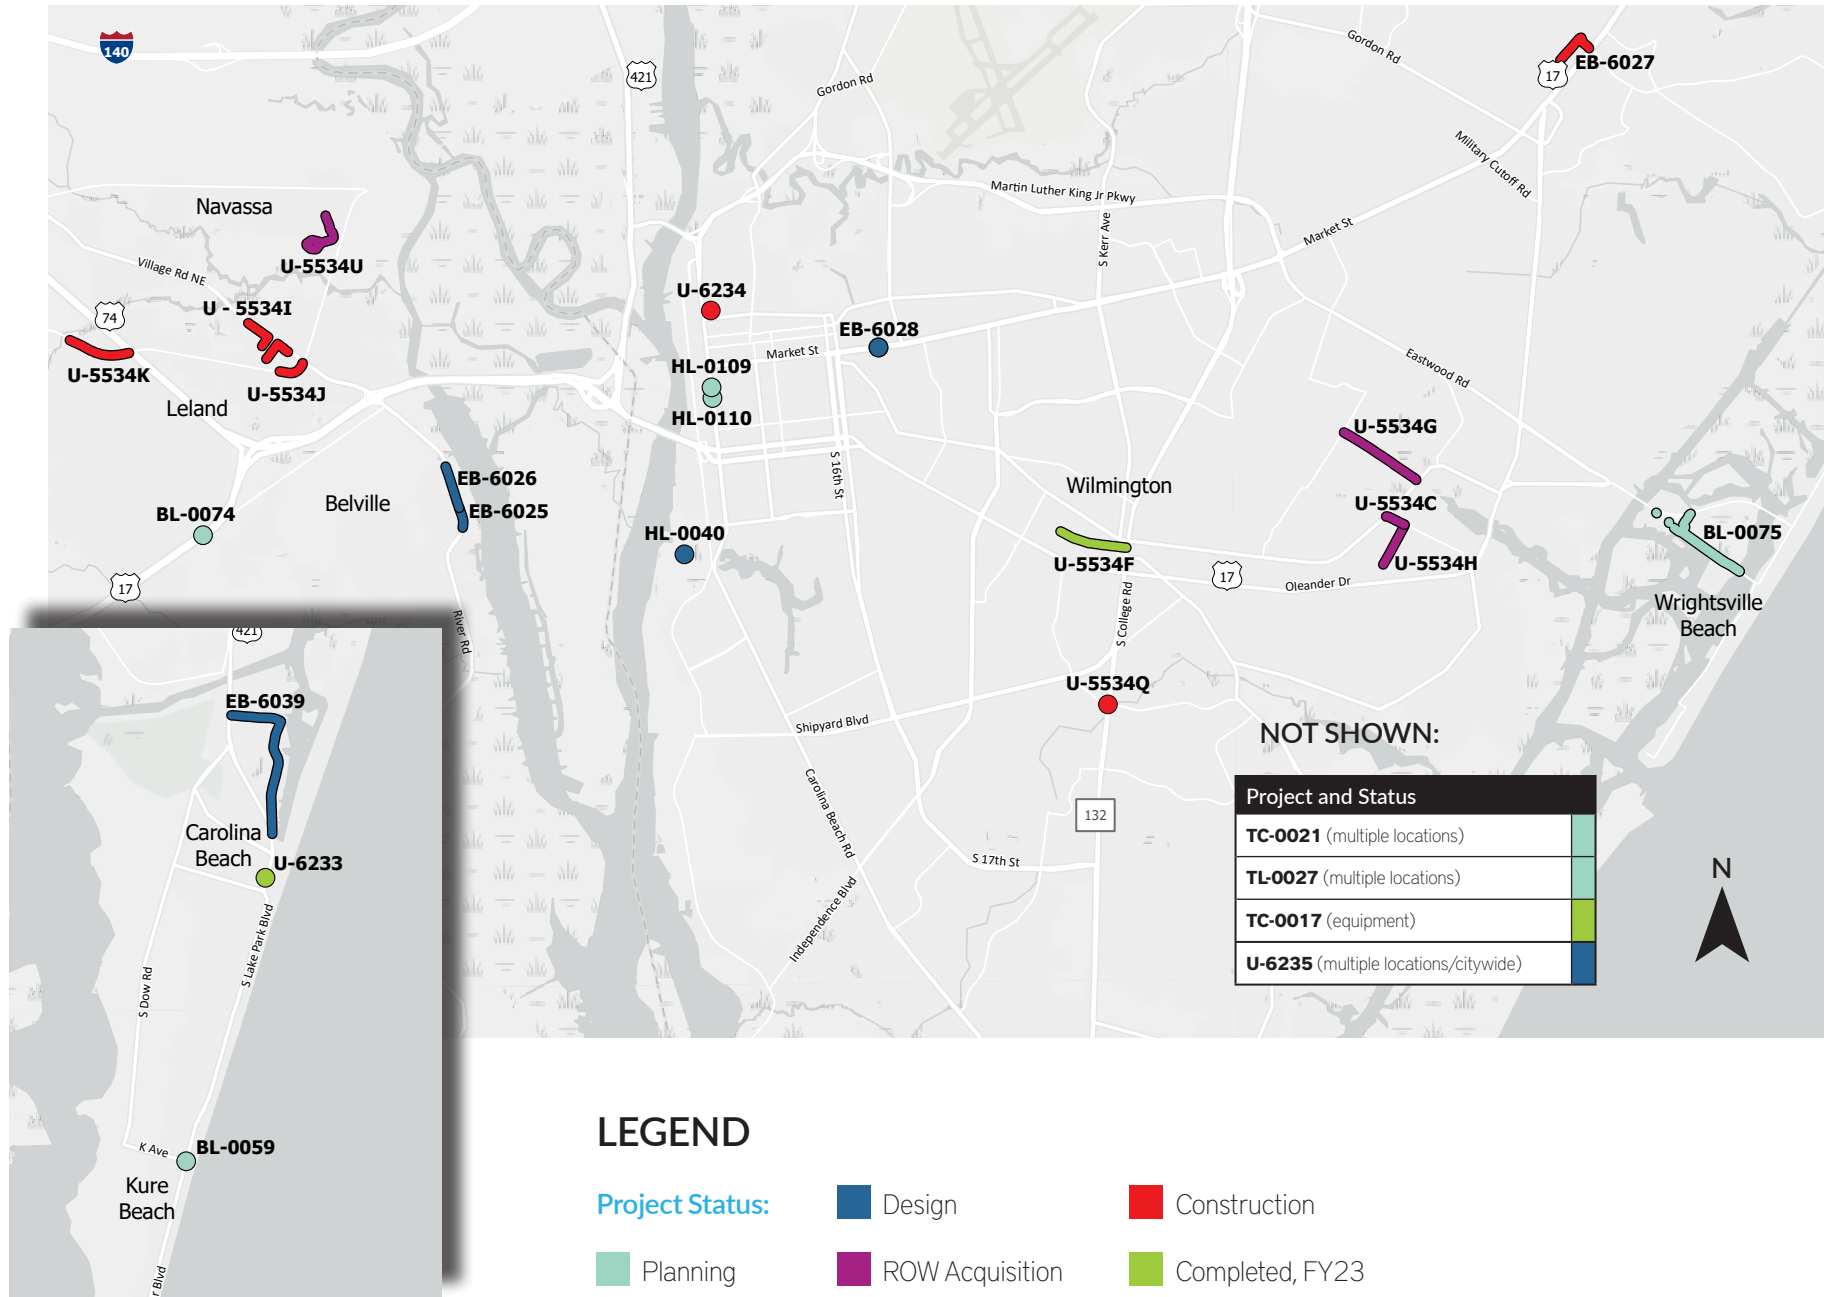 140
421
Gordon Rd
Gordon Rd
17
EB-6027
Military Cutoff Rd
Martin Luther King Jr Pkwy
S Kerr Ave
Market St
Navassa
U-5534U
Village Rd NE
74
U - 5534I
U-5534K
U-5534J
Leland
U-6234
EB-6028
Market St
HL-0109
HL-0110
Eastwood Rd
U-5534G
S 16th St
Wilmington
EB-6026
EB-6025
Belville
BL-0074
HL-0040
U-5534C
BL-0075
U-5534F
U-5534H
17
17
Oleander Dr
Wrightsville
Beach
River Rd
S College Rd
421
U-5534Q
EB-6039
Shipyard Blvd
Carolina Beach Rd
132
S 17th St
Independence Blvd
Carolina
Beach
U-6233
S Lake Park Blvd
S Dow Rd
K Ave
BL-0059
Kure
Beach
r Blvd
NOT SHOWN:
Project and Status
TC-0021 (multiple locations)
TL-0027 (multiple locations)
TC-0017 (equipment)
U-6235 (multiple locations/citywide)
N
LEGEND
Project Status:
Design
Construction
Planning
ROW Acquisition
Completed, FY23